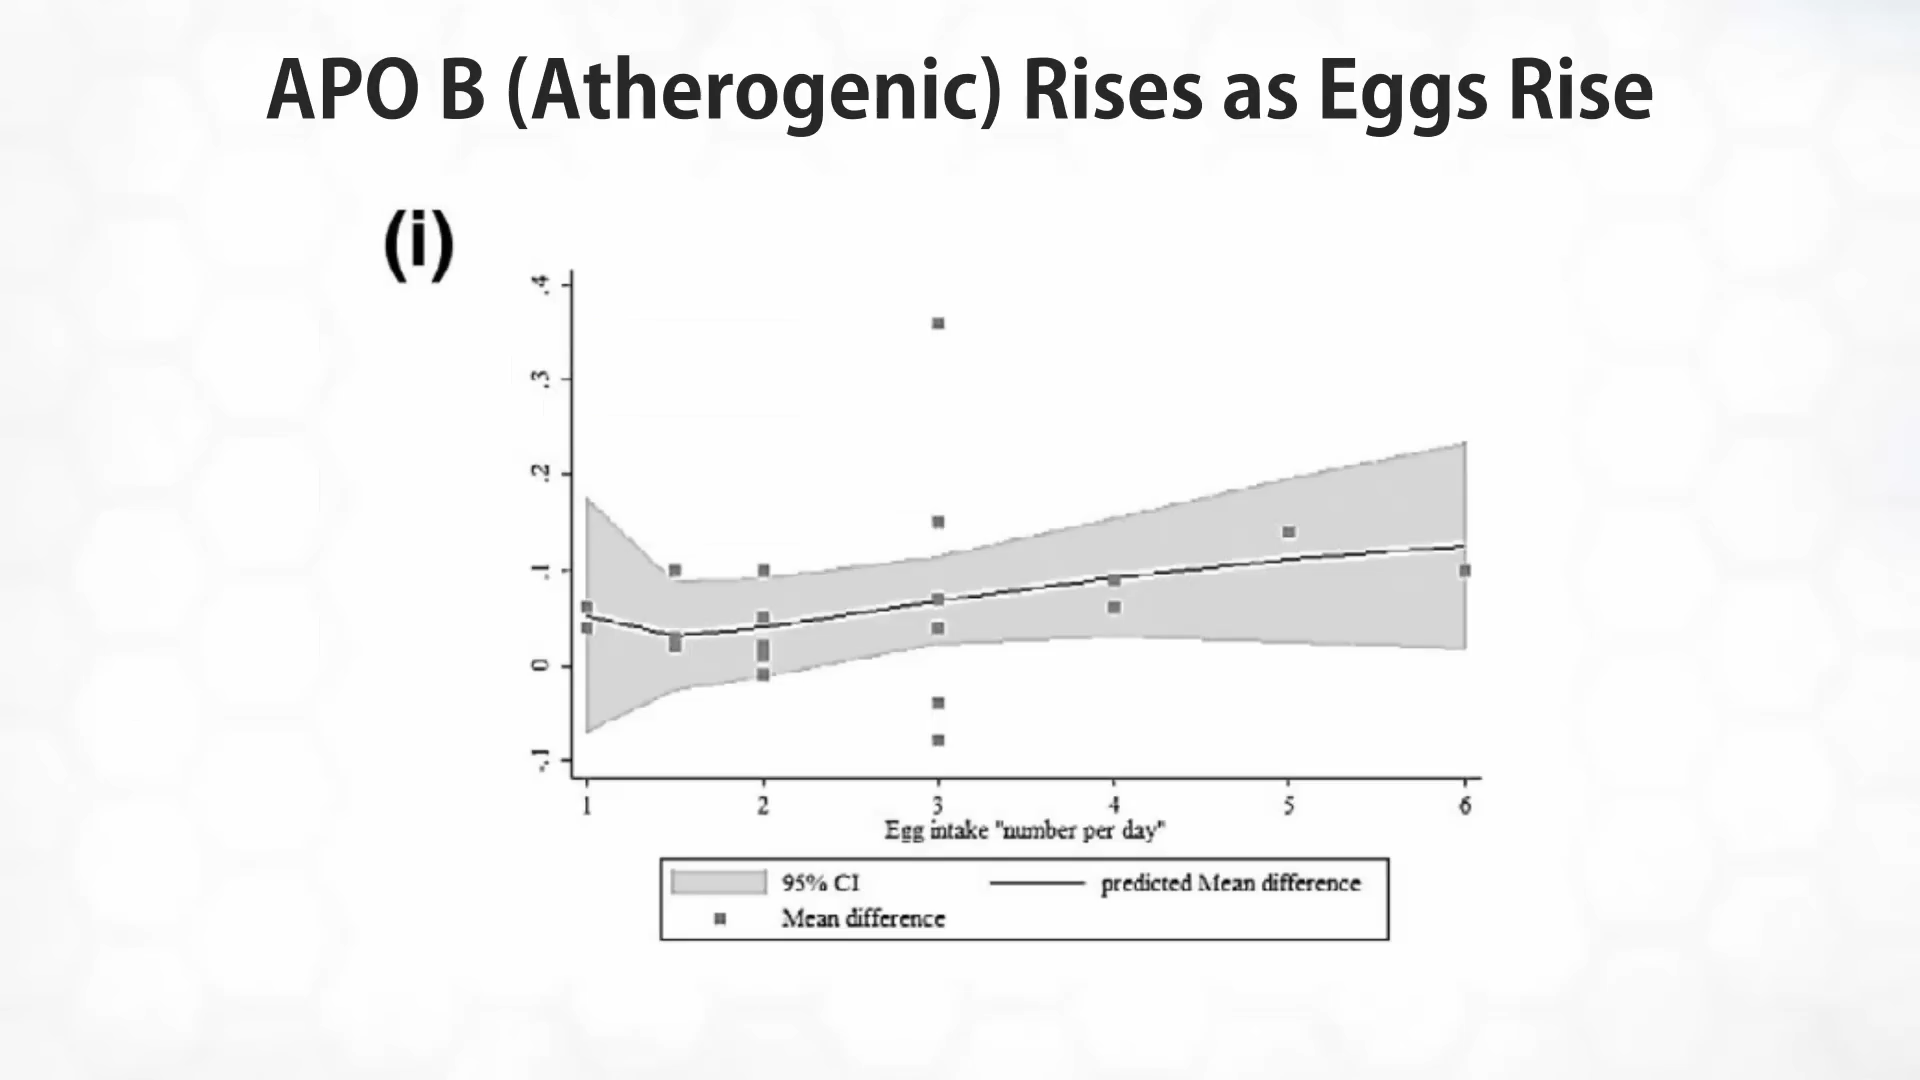 APO B (Atherogenic) Rises as Eggs Rise
(i)
.4
.3
.2
.1
0
-.1
1 2 3 4 5 6
Egg intake "number per day"
95% CI predicted Mean difference
Mean difference